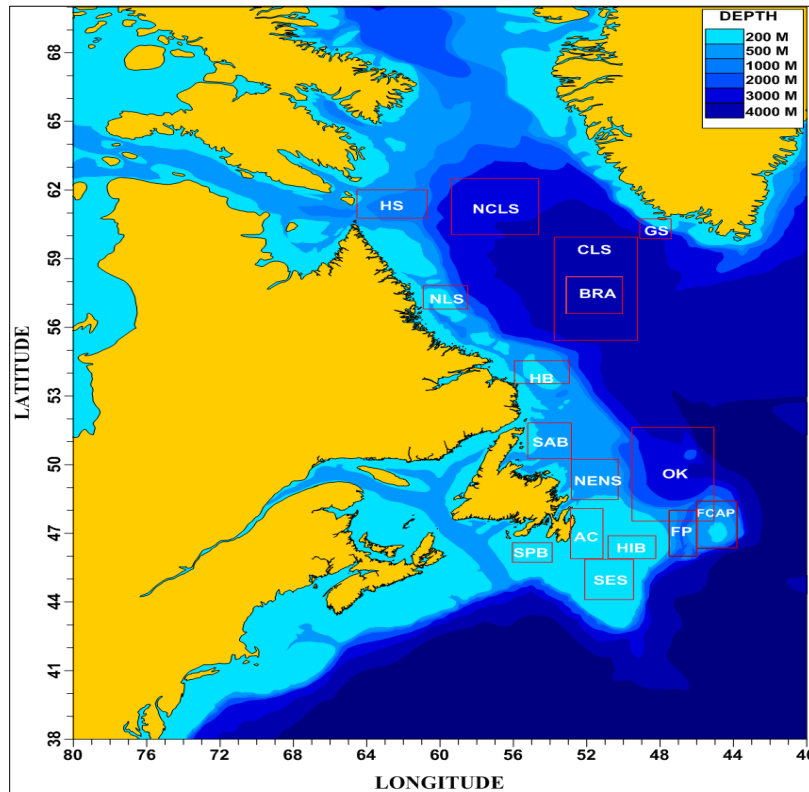 DEPTH
200 M
500 M
1000 M
2000 M
3000 M
4000 M
68
65
62
59
56
53
50
47
44
41
38
LATITUDE
HS
NCLS
GS
CLS
BRA
NLS
HB
SAB
NENS
OK
FCAP
FP
AC
HIB
SPB
SES
80 76 72 68 64 60 56 52 48 44 40
LONGITUDE